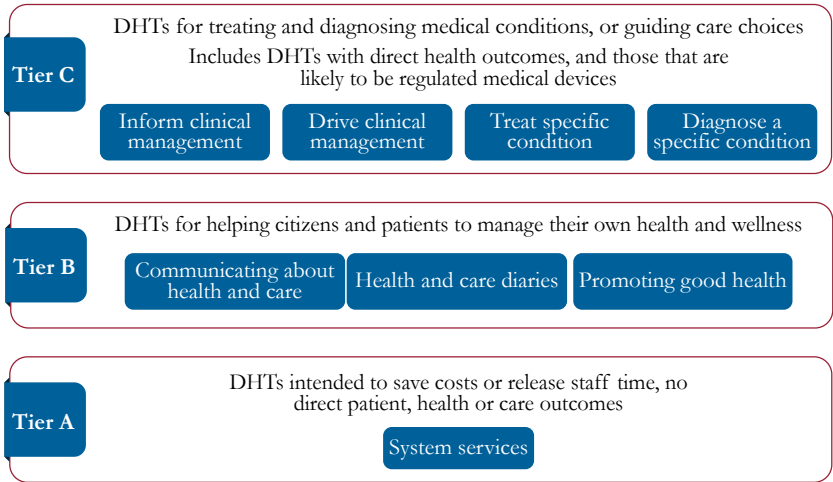 DHTs for treating and diagnosing medical conditions, or guiding care choices
Includes DHTs with direct health outcomes, and those that are
likely to be regulated medical devices
Tier C
Inform clinical
management
Drive clinical
management
Treat specific
condition
Diagnose a
specific condition
DHTs for helping citizens and patients to manage their own health and wellness
Tier B
Communicating about
health and care
Health and care diaries
Promoting good health
DHTs intended to save costs or release staff time, no
direct patient, health or care outcomes
Tier A
System services